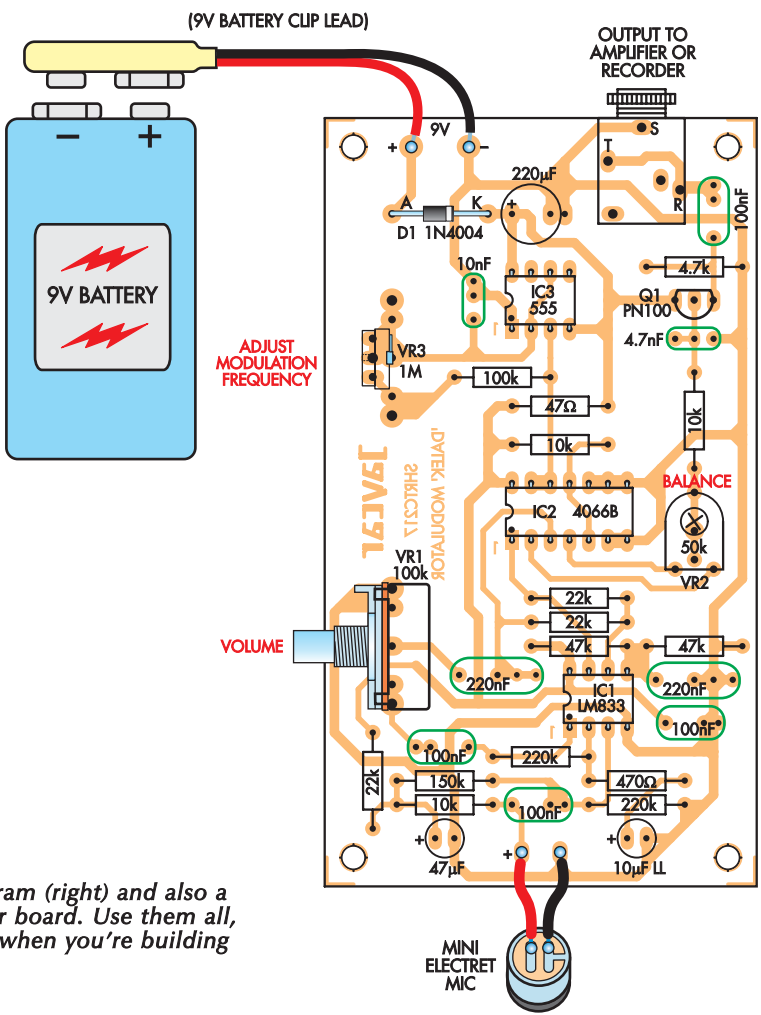 (9V BATTERY CLIP LEAD)
OUTPUT TO
AMPLIFIER OR
RECORDER
− +
9V BATTERY
+ 9V −
S
T
R
220µF
+
100nF
A K
D1 1N4004
10nF
4.7k
IC3
555
1
Q1
PN100
4.7nF
ADJUST
MODULATION
FREQUENCY
VR3
1M
100k
47Ω
10k
10k
Jaycar
SHRTC217
'DALEK' MODULATOR
BALANCE
IC2 4066B
1
50k
VR2
VR1
100k
22k
22k
VOLUME
47k
47k
220nF
IC1
LM833
1
220nF
100nF
100nF
220k
22k
150k
470Ω
10k
100nF
220k
+
47µF
+
+
10µF LL
ram (right) and also a
r board. Use them all,
when you're building
MINI
ELECTRET
MIC